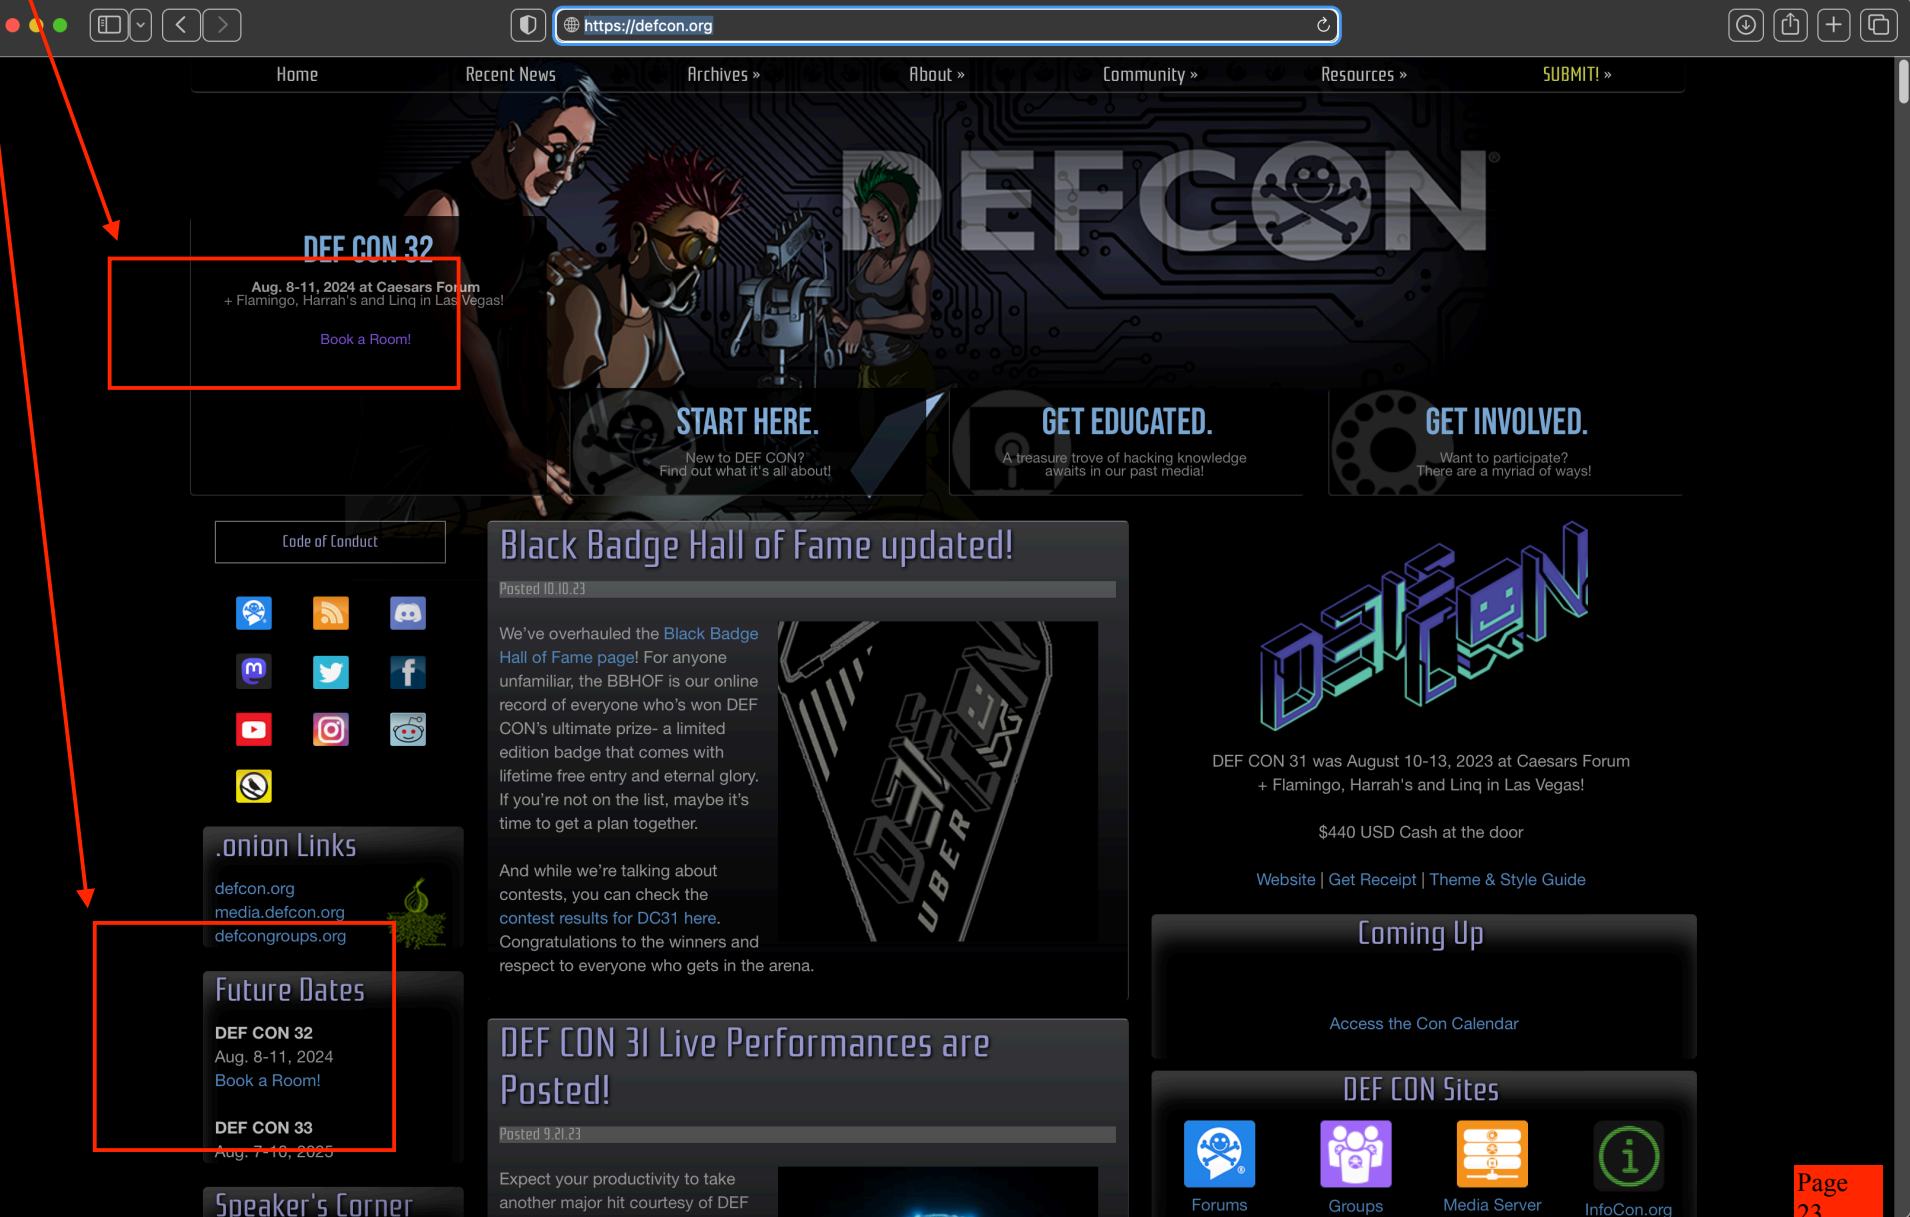 https://defcon.org
Home Recent News Archives » About » Community » Resources » SUBMIT! »
DEFCON®
DEF CON 32
Aug. 8-11, 2024 at Caesars Forum
+ Flamingo, Harrah's and Linq in Las Vegas!
Book a Room!
START HERE.
New to DEF CON?
Find out what it's all about!
GET EDUCATED.
A treasure trove of hacking knowledge
awaits in our past media!
GET INVOLVED.
Want to participate?
There are a myriad of ways!
Code of Conduct
.onion Links
defcon.org
media.defcon.org
defcongroups.org
Future Dates
DEF CON 32
Aug. 8-11, 2024
Book a Room!
DEF CON 33
Aug. 7-10, 2025
Speaker's Corner
Black Badge Hall of Fame updated!
Posted 10.10.23
We've overhauled the Black Badge
Hall of Fame page! For anyone
unfamiliar, the BBHOF is our online
record of everyone who's won DEF
CON's ultimate prize- a limited
edition badge that comes with
lifetime free entry and eternal glory.
If you're not on the list, maybe it's
time to get a plan together.
And while we're talking about
contests, you can check the
contest results for DC31 here.
Congratulations to the winners and
respect to everyone who gets in the arena.
DEFCON
UBER
DEF CON 31 Live Performances are
Posted!
Posted 9.21.23
Expect your productivity to take
another major hit courtesy of DEF
DEFCON
DEF CON 31 was August 10-13, 2023 at Caesars Forum
+ Flamingo, Harrah's and Linq in Las Vegas!
$440 USD Cash at the door
Website | Get Receipt | Theme & Style Guide
Coming Up
Access the Con Calendar
DEF CON Sites
Forums Groups Media Server InfoCon.org
Page
23